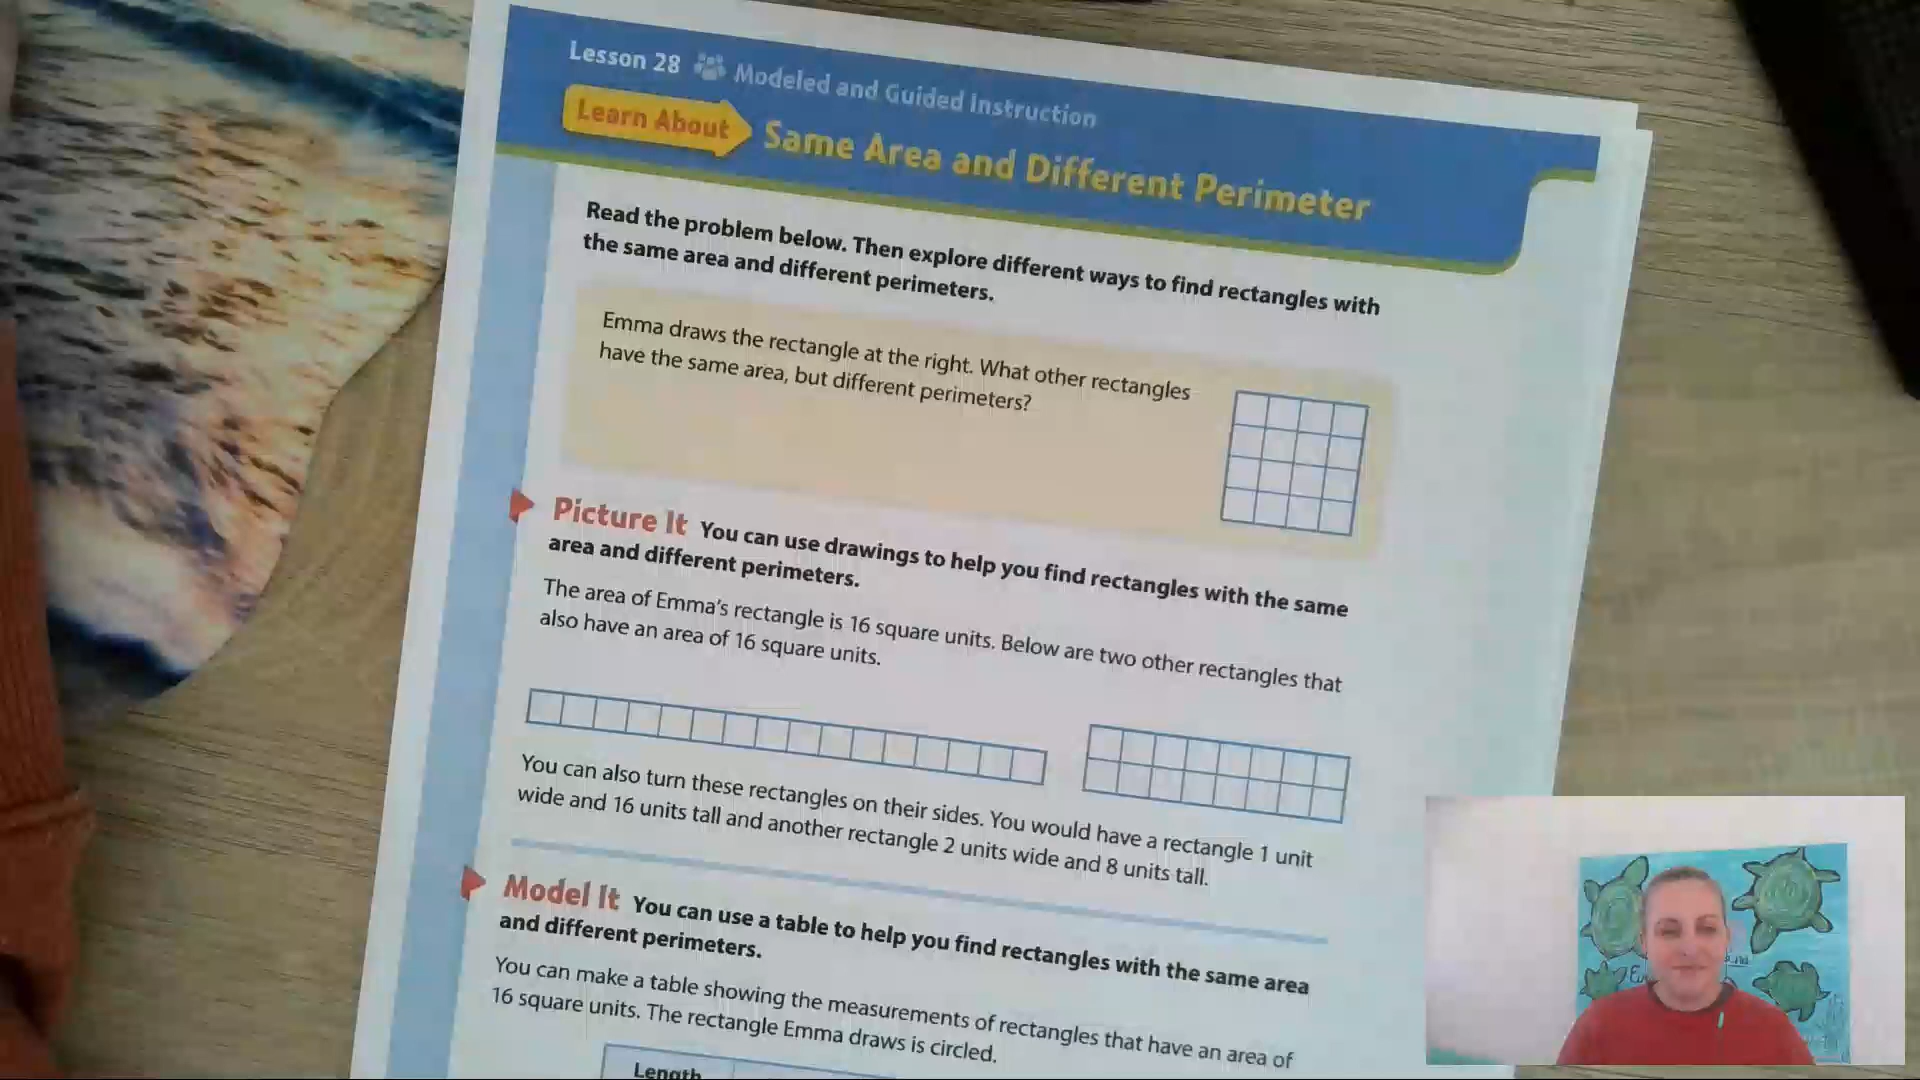 Lesson 28 Modeled and Guided Instruction
Learn About Same Area and Different Perimeter
Read the problem below. Then explore different ways to find rectangles with
the same area and different perimeters.
Emma draws the rectangle at the right. What other rectangles
have the same area, but different perimeters?
Picture It You can use drawings to help you find rectangles with the same
area and different perimeters.
The area of Emma's rectangle is 16 square units. Below are two other rectangles that
also have an area of 16 square units.
You can also turn these rectangles on their sides. You would have a rectangle 1 unit
wide and 16 units tall and another rectangle 2 units wide and 8 units tall.
Model It You can use a table to help you find rectangles with the same area
and different perimeters.
You can make a table showing the measurements of rectangles that have an area of
16 square units. The rectangle Emma draws is circled.
Length